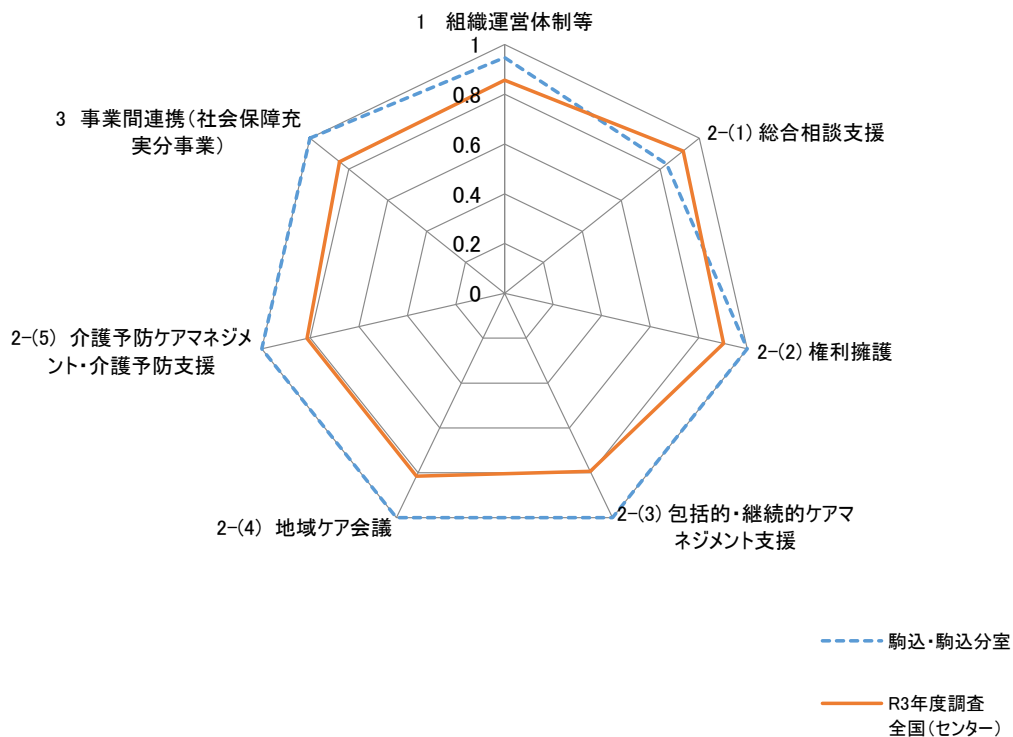 1　組織運営体制等
1
0.8
0.6
0.4
0.2
0
2-(1) 総合相談支援
2-(2) 権利擁護
2-(3) 包括的・継続的ケアマ
ネジメント支援
2-(4) 地域ケア会議
2-(5) 介護予防ケアマネジメ
ント・介護予防支援
3 事業間連携（社会保障充
実分事業）
駒込・駒込分室
R3年度調査
全国（センター）